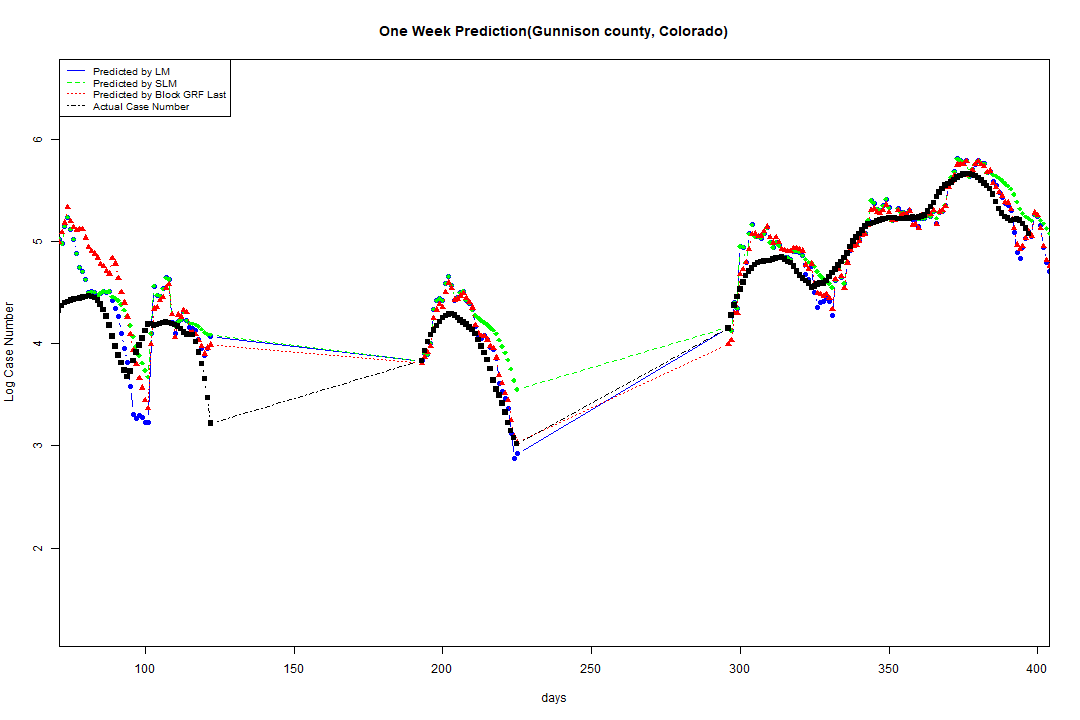 One Week Prediction(Gunnison county, Colorado)
Predicted by LM
Predicted by SLM
Predicted by Block GRF Last
Actual Case Number
Log Case Number
6
5
4
3
2
100 150 200 250 300 350 400
days